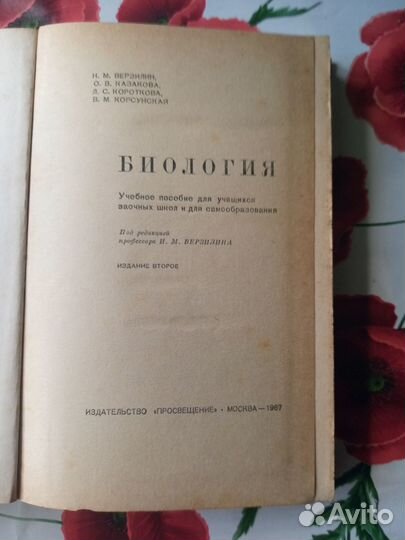 Н. М. ВЕРЗИЛИН,
О. В. КАЗАКОВА,
Л. С. КОРОТКОВА,
В. М. КОРСУНСКАЯ
БИОЛОГИЯ
Учебное пособие для учащихся
заочных школ и для самообразования
Под редакцией
профессора Н. М. ВЕРЗИЛИНА
ИЗДАНИЕ ВТОРОЕ
ИЗДАТЕЛЬСТВО «ПРОСВЕЩЕНИЕ» · МОСКВА — 1967
Avito